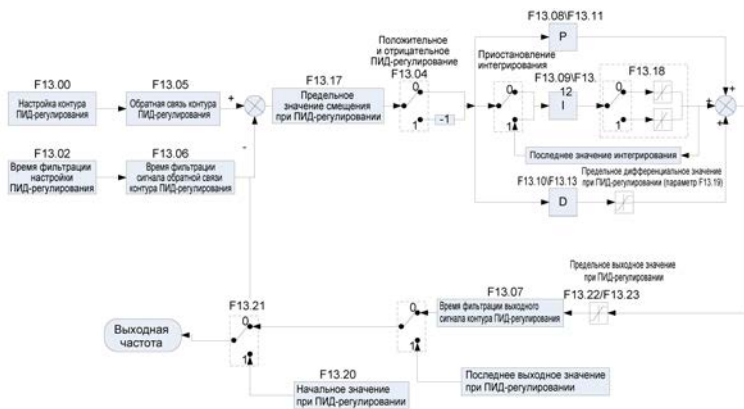 F13.08\F13.11
P
Положительное
и отрицательное
ПИД-регулирование
F13.04
0
1
-1
Приостановление
интегрирования
F13.09\F13.
12
I
0
1
F13.18
0
1
+
+
+
F13.00
Настройка контура
ПИД-регулирования
F13.05
Обратная связь контура
ПИД-регулирования
+
-
F13.17
Предельное
значение смещения
при ПИД-регулировании
F13.02
Время фильтрации
настройки
ПИД-регулирования
F13.06
Время фильтрации
сигнала обратной связи
контура ПИД-регулирования
Последнее значение интегрирования
F13.10\F13.13
D
Предельное дифференциальное значение
при ПИД-регулировании (параметр F13.19)
Предельное выходное значение
при ПИД-регулировании
F13.22/F13.23
F13.07
Время фильтрации выходного
сигнала контура ПИД-регулирования
0
1
F13.21
0
1
Выходная
частота
F13.20
Начальное значение
при ПИД-регулировании
Последнее выходное значение
при ПИД-регулировании